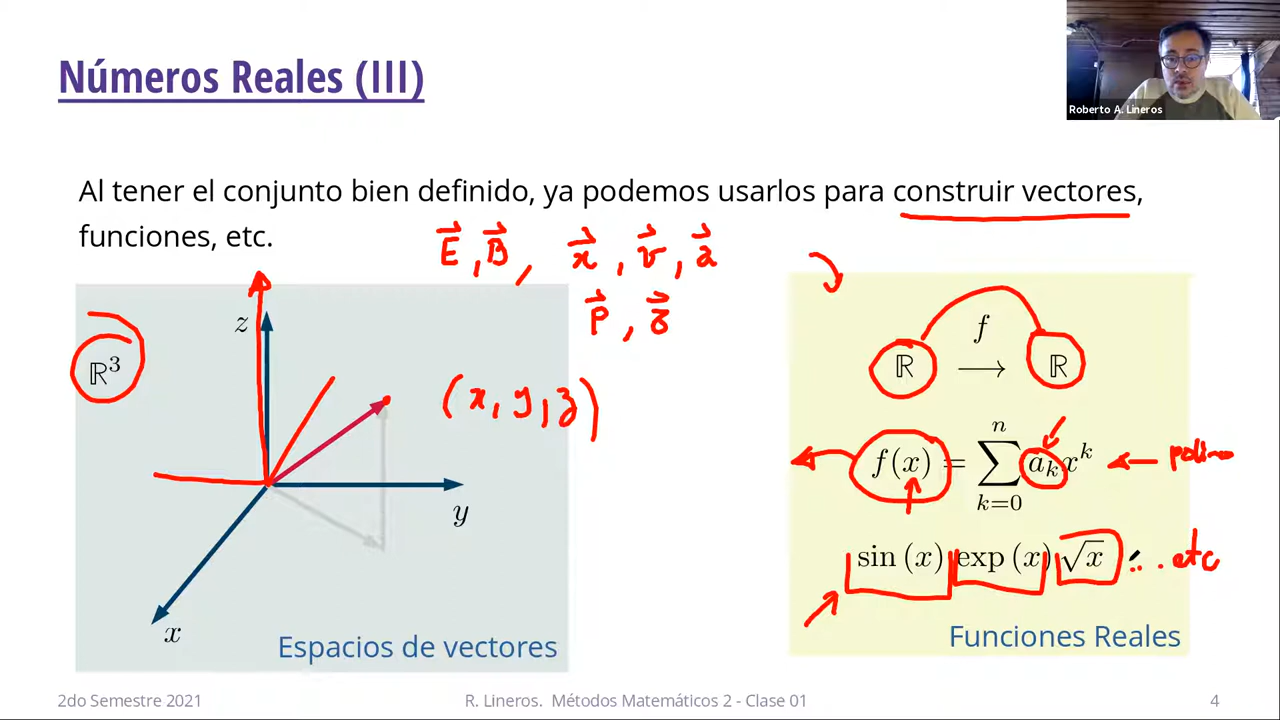 Números Reales (III)
Roberto A. Lineros
Al tener el conjunto bien definido, ya podemos usarlos para construir vectores,
funciones, etc.
E⃗, B⃗, x⃗, v⃗, a⃗
ℝ³
z
y
x
(x, y, z)
Espacios de vectores
f
ℝ → ℝ
f(x) = ∑_{k=0}^{n} a_k x^k
sin (x) exp (x) √x ... etc
Funciones Reales
2do Semestre 2021
R. Lineros. Métodos Matemáticos 2 - Clase 01
4